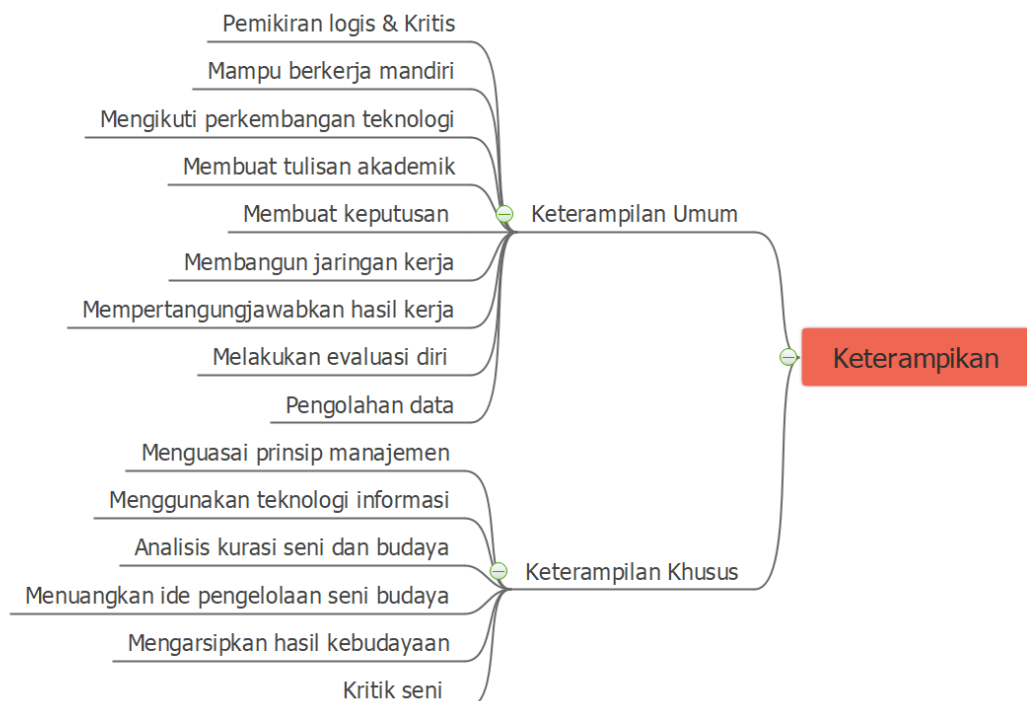 Pemikiran logis & Kritis
Mampu berkerja mandiri
Mengikuti perkembangan teknologi
Membuat tulisan akademik
Membuat keputusan
Membangun jaringan kerja
Mempertangungjawabkan hasil kerja
Melakukan evaluasi diri
Pengolahan data
Keterampilan Umum
Menguasai prinsip manajemen
Menggunakan teknologi informasi
Analisis kurasi seni dan budaya
Menuangkan ide pengelolaan seni budaya
Mengarsipkan hasil kebudayaan
Kritik seni
Keterampilan Khusus
Keterampikan